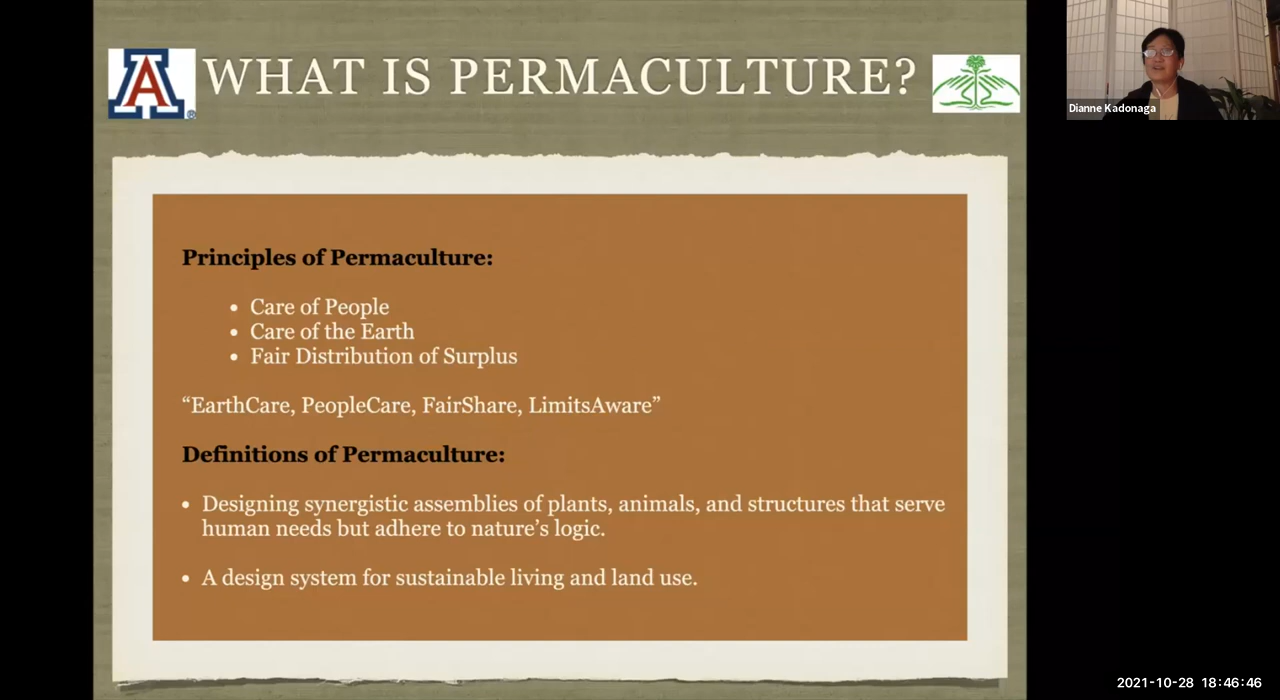 WHAT IS PERMACULTURE?
A
®
Dianne Kadonaga
Principles of Permaculture:
• Care of People
• Care of the Earth
• Fair Distribution of Surplus
“EarthCare, PeopleCare, FairShare, LimitsAware”
Definitions of Permaculture:
• Designing synergistic assemblies of plants, animals, and structures that serve
human needs but adhere to nature’s logic.
• A design system for sustainable living and land use.
2021-10-28 18:46:46